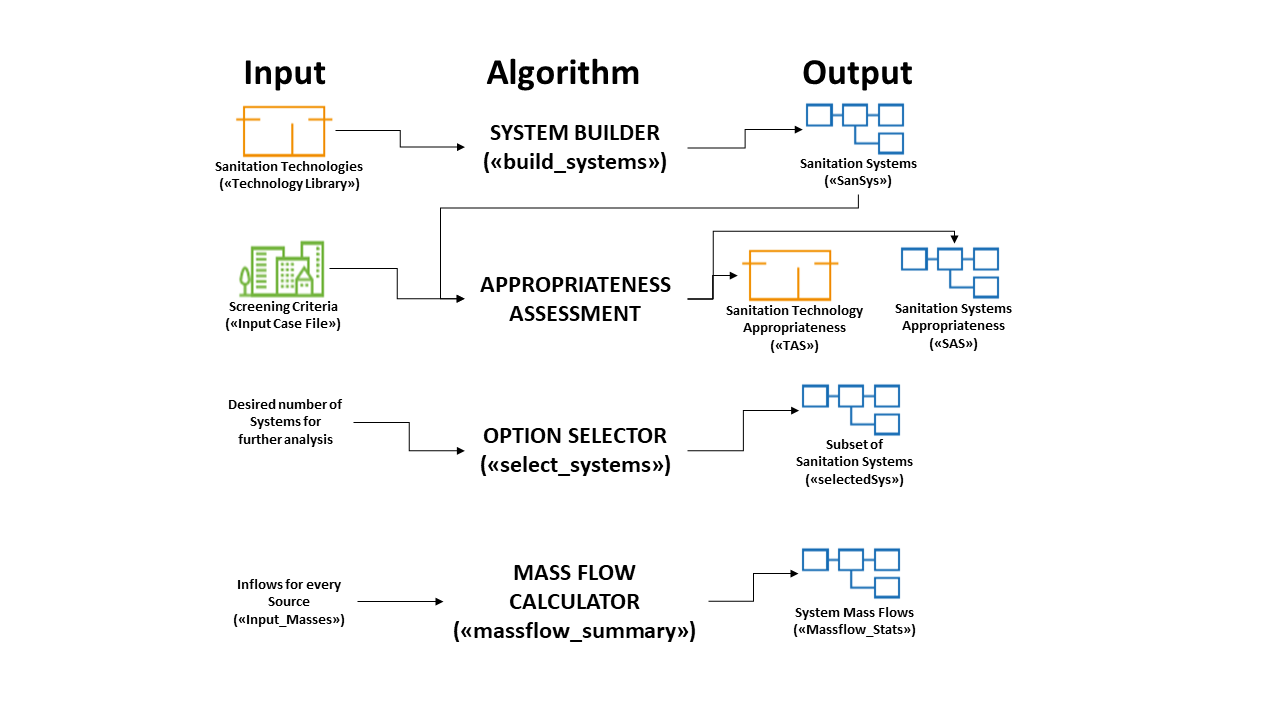 Input
Algorithm
Output
Sanitation Technologies
(«Technology Library»)
SYSTEM BUILDER
(«build_systems»)
Sanitation Systems
(«SanSys»)
Screening Criteria
(«Input Case File»)
APPROPRIATENESS
ASSESSMENT
Sanitation Technology
Appropriateness
(«TAS»)
Sanitation Systems
Appropriateness
(«SAS»)
Desired number of
Systems for
further analysis
OPTION SELECTOR
(«select_systems»)
Subset of
Sanitation Systems
(«selectedSys»)
Inflows for every
Source
(«Input_Masses»)
MASS FLOW
CALCULATOR
(«massflow_summary»)
System Mass Flows
(«Massflow_Stats»)